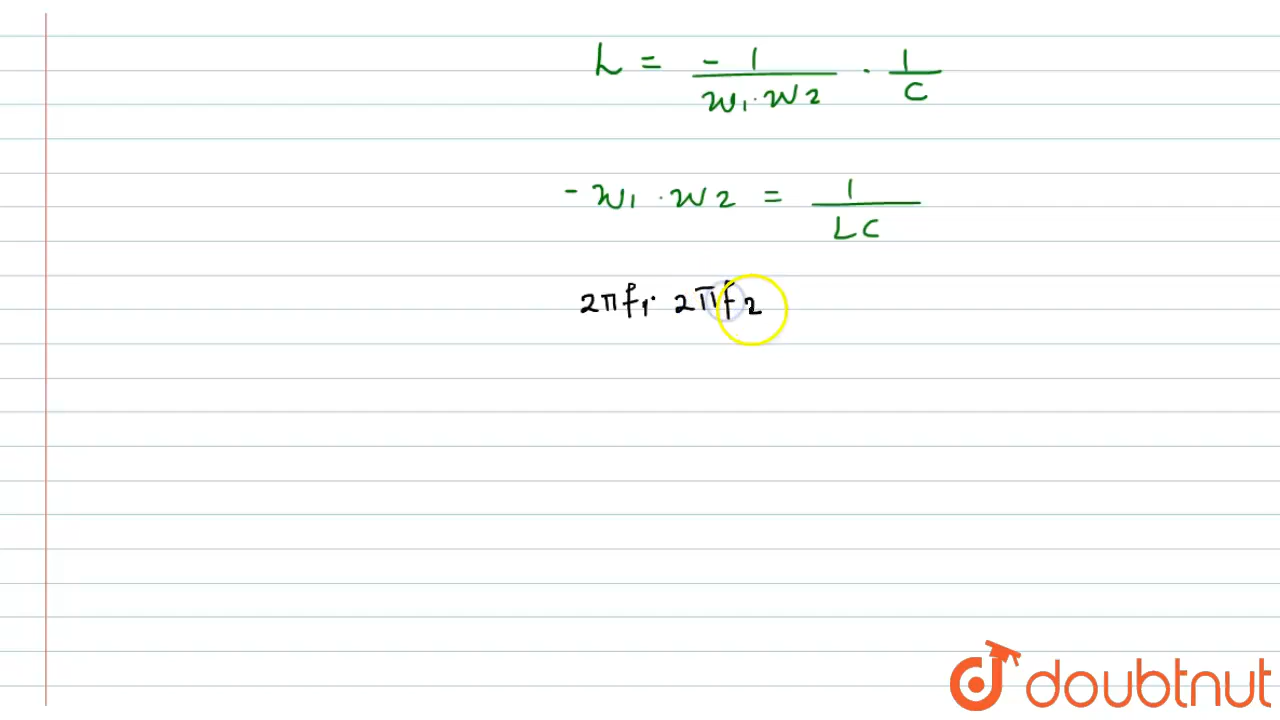 L = - 1 / w1 · w2 · 1 / C
- w1 · w2 = 1 / LC
2πf1 · 2πf2
doubtnut